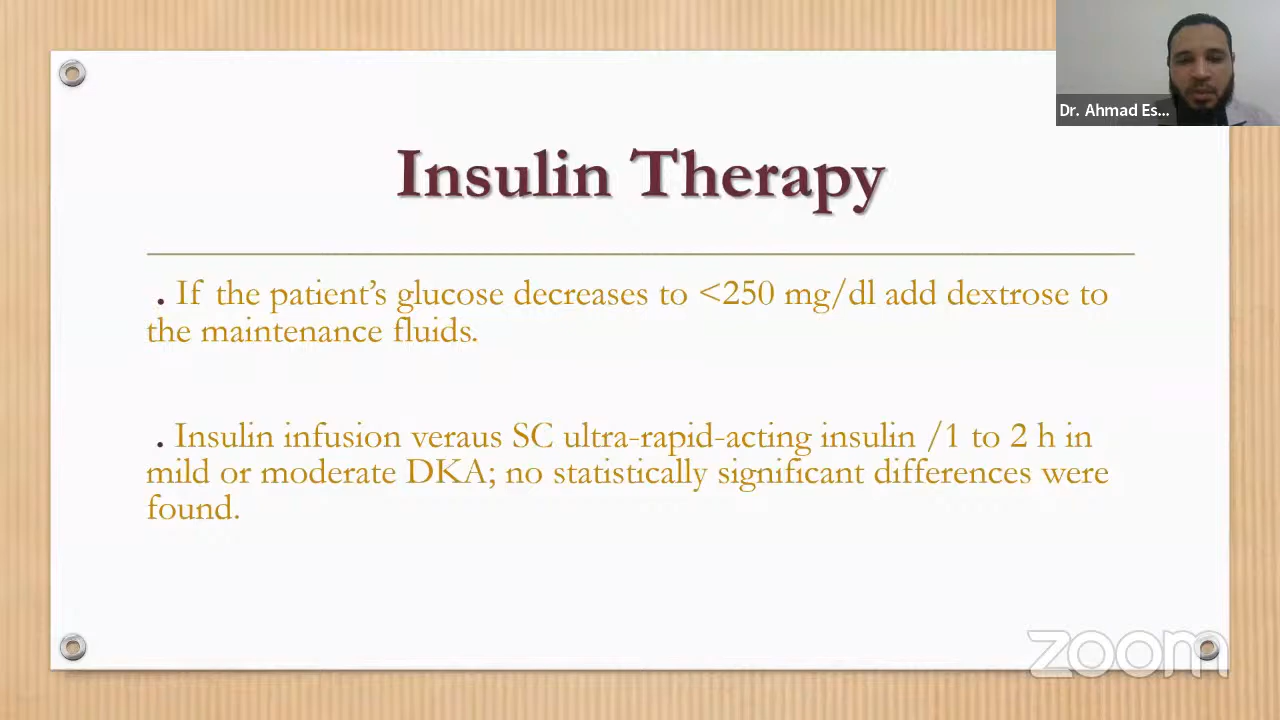 Dr. Ahmad Es...
Insulin Therapy
. If the patient's glucose decreases to <250 mg/dl add dextrose to
the maintenance fluids.
. Insulin infusion veraus SC ultra-rapid-acting insulin /1 to 2 h in
mild or moderate DKA; no statistically significant differences were
found.
zoom